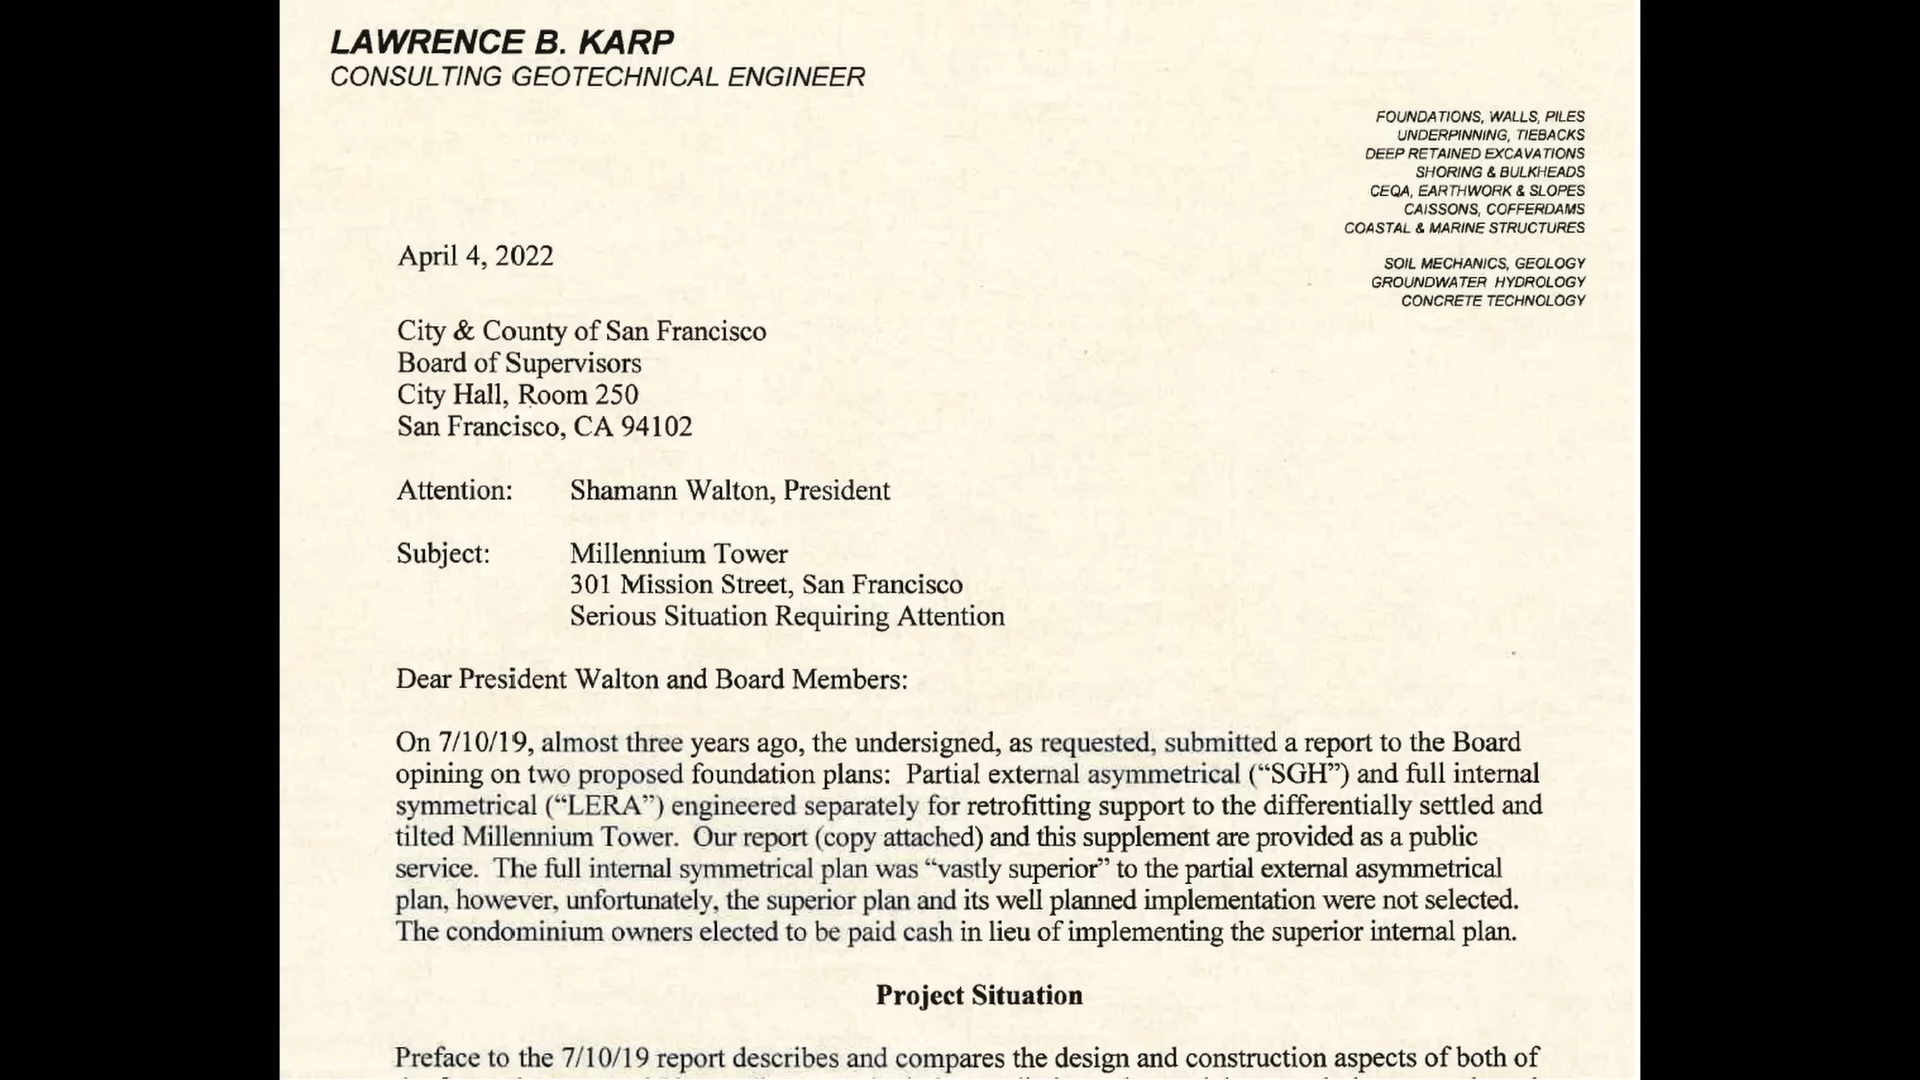 LAWRENCE B. KARP
CONSULTING GEOTECHNICAL ENGINEER
FOUNDATIONS, WALLS, PILES
UNDERPINNING, TIEBACKS
DEEP RETAINED EXCAVATIONS
SHORING & BULKHEADS
CEQA, EARTHWORK & SLOPES
CAISSONS, COFFERDAMS
COASTAL & MARINE STRUCTURES
SOIL MECHANICS, GEOLOGY
GROUNDWATER HYDROLOGY
CONCRETE TECHNOLOGY
April 4, 2022
City & County of San Francisco
Board of Supervisors
City Hall, Room 250
San Francisco, CA 94102
Attention: Shamann Walton, President
Subject: Millennium Tower
301 Mission Street, San Francisco
Serious Situation Requiring Attention
Dear President Walton and Board Members:
On 7/10/19, almost three years ago, the undersigned, as requested, submitted a report to the Board
opining on two proposed foundation plans: Partial external asymmetrical (“SGH”) and full internal
symmetrical (“LERA”) engineered separately for retrofitting support to the differentially settled and
tilted Millennium Tower. Our report (copy attached) and this supplement are provided as a public
service. The full internal symmetrical plan was “vastly superior” to the partial external asymmetrical
plan, however, unfortunately, the superior plan and its well planned implementation were not selected.
The condominium owners elected to be paid cash in lieu of implementing the superior internal plan.
Project Situation
Preface to the 7/10/19 report describes and compares the design and construction aspects of both of